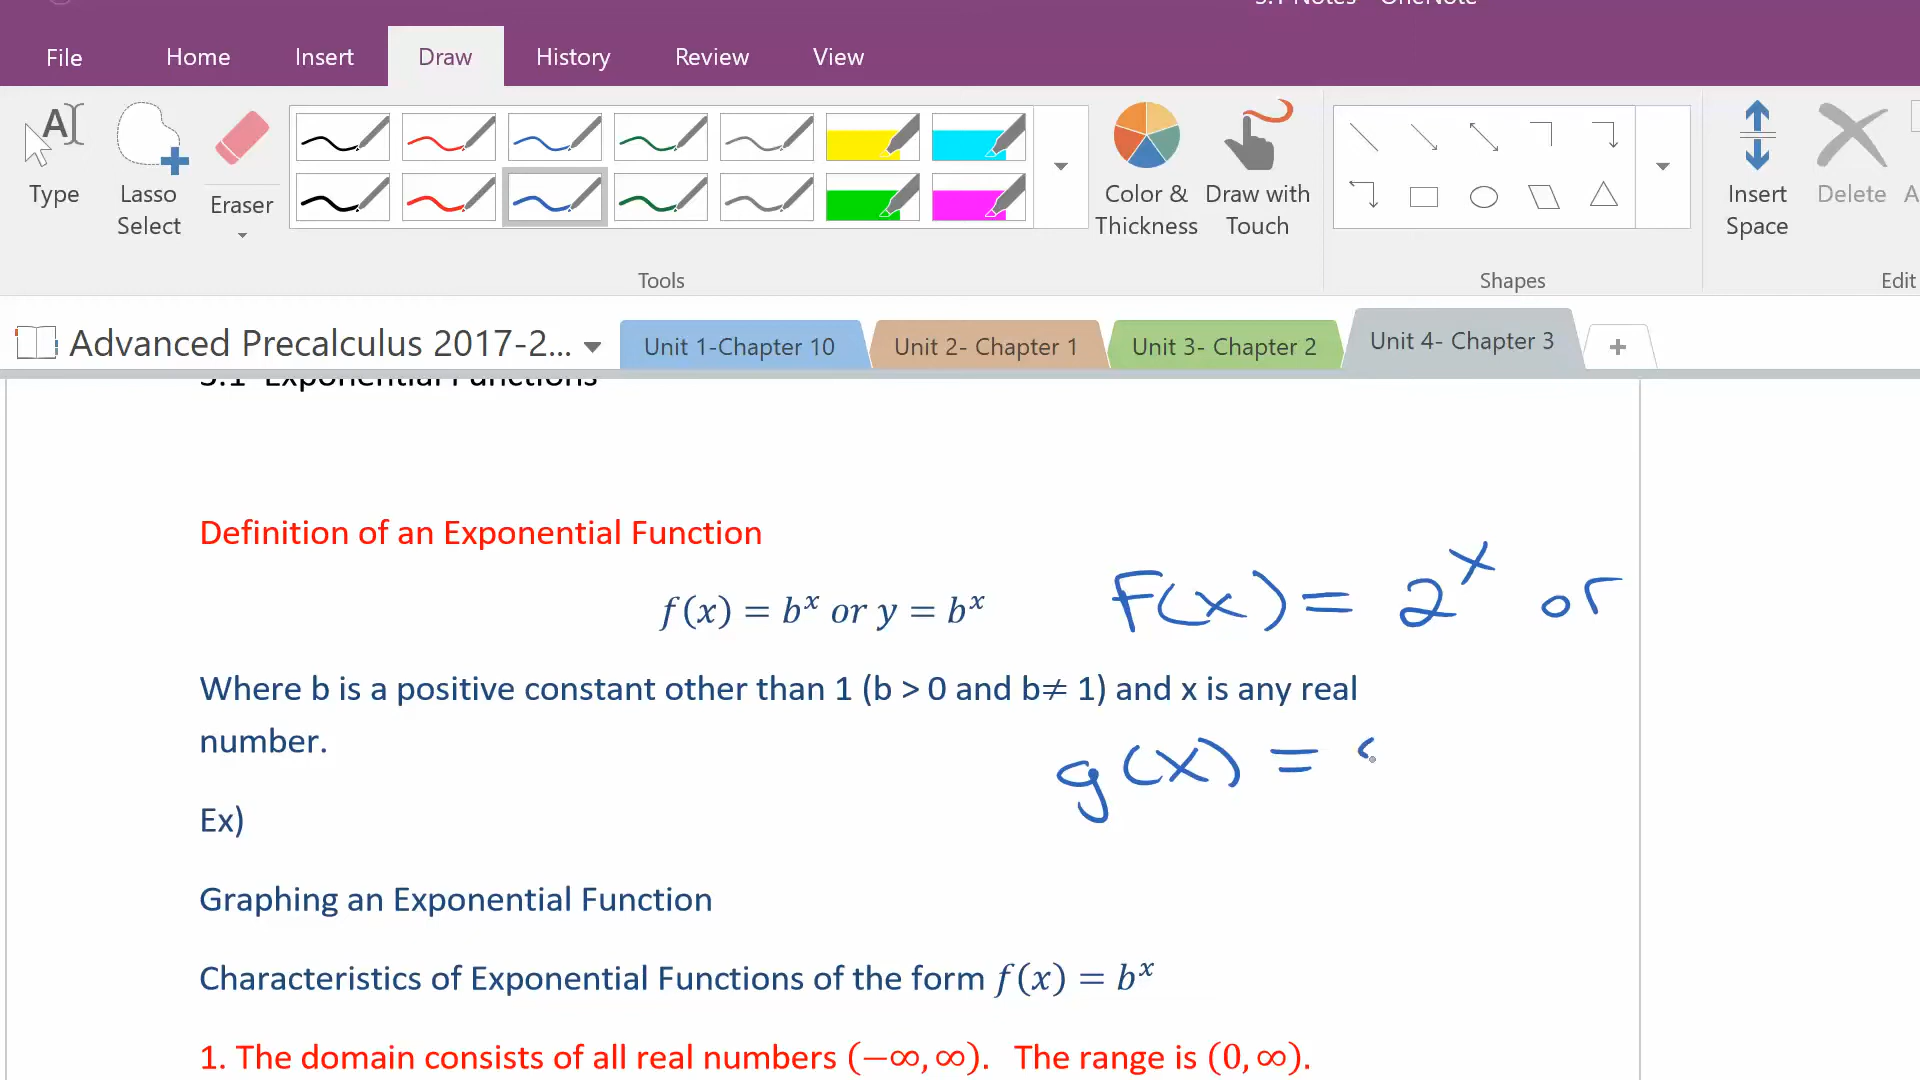 File Home Insert Draw History Review View
Type Lasso Select Eraser Color & Thickness Draw with Touch Insert Space Delete
Tools Shapes Edit
Advanced Precalculus 2017-2... Unit 1-Chapter 10 Unit 2- Chapter 1 Unit 3- Chapter 2 Unit 4- Chapter 3 +
3.1 Exponential Functions
Definition of an Exponential Function
f(x) = b^x or y = b^x F(x) = 2^x or
Where b is a positive constant other than 1 (b > 0 and b≠ 1) and x is any real
number.
g(x) =
Ex)
Graphing an Exponential Function
Characteristics of Exponential Functions of the form f(x) = b^x
1. The domain consists of all real numbers (−∞, ∞). The range is (0, ∞).